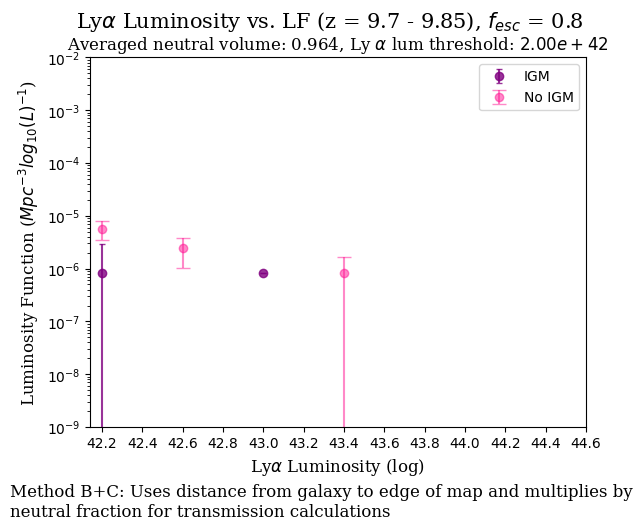 Lyα Luminosity vs. LF (z = 9.7 - 9.85), f_esc = 0.8
Averaged neutral volume: 0.964, Ly α lum threshold: 2.00e + 42
IGM
No IGM
Luminosity Function (Mpc⁻³log₁₀(L)⁻¹)
10⁻²
10⁻³
10⁻⁴
10⁻⁵
10⁻⁶
10⁻⁷
10⁻⁸
10⁻⁹
42.2 42.4 42.6 42.8 43.0 43.2 43.4 43.6 43.8 44.0 44.2 44.4 44.6
Lyα Luminosity (log)
Method B+C: Uses distance from galaxy to edge of map and multiplies by
neutral fraction for transmission calculations